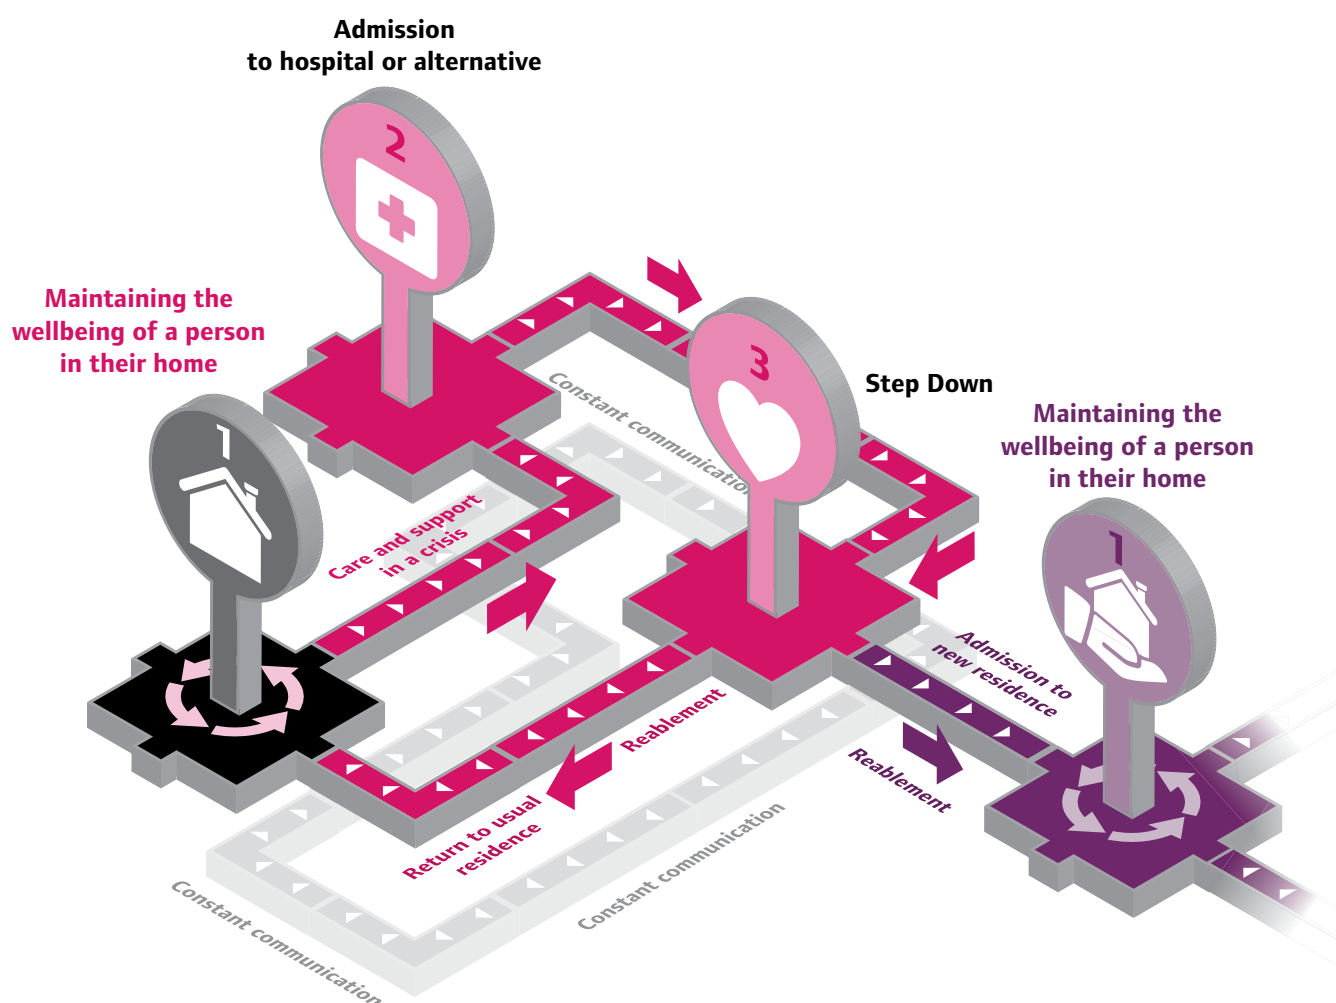 Admission
to hospital or alternative
2
Maintaining the
wellbeing of a person
in their home
1
Constant communication
3
Step Down
Maintaining the
wellbeing of a person
in their home
1
Care and support
in a crisis
Admission to
new residence
Reablement
Reablement
Return to usual
residence
Constant communication
Constant communication